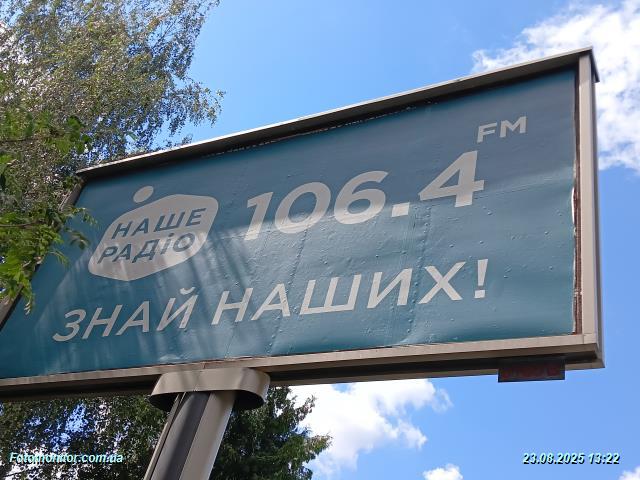 НАШЕ
РАДІО
106.4 FM
ЗНАЙ НАШИХ!
Fotomonitor.com.ua
23.08.2025 13:22